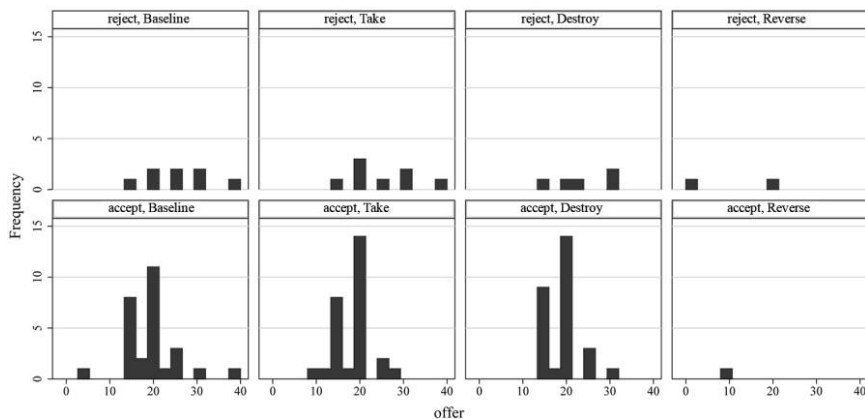 reject, Baseline
reject, Take
reject, Destroy
reject, Reverse
15
10
5
0
accept, Baseline
accept, Take
accept, Destroy
accept, Reverse
15
10
5
0
Frequency
0 10 20 30 40 0 10 20 30 40 0 10 20 30 40 0 10 20 30 40
offer